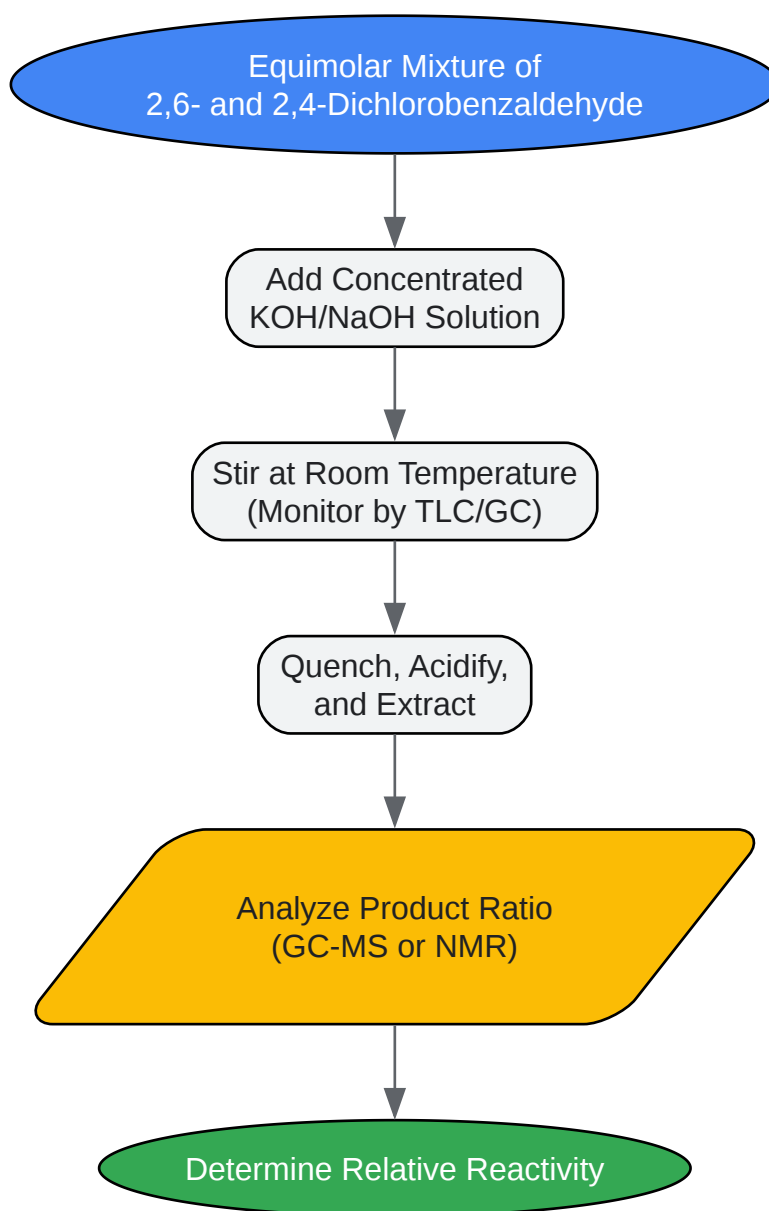 Equimolar Mixture of
2,6- and 2,4-Dichlorobenzaldehyde
Add Concentrated
KOH/NaOH Solution
Stir at Room Temperature
(Monitor by TLC/GC)
Quench, Acidify,
and Extract
Analyze Product Ratio
(GC-MS or NMR)
Determine Relative Reactivity